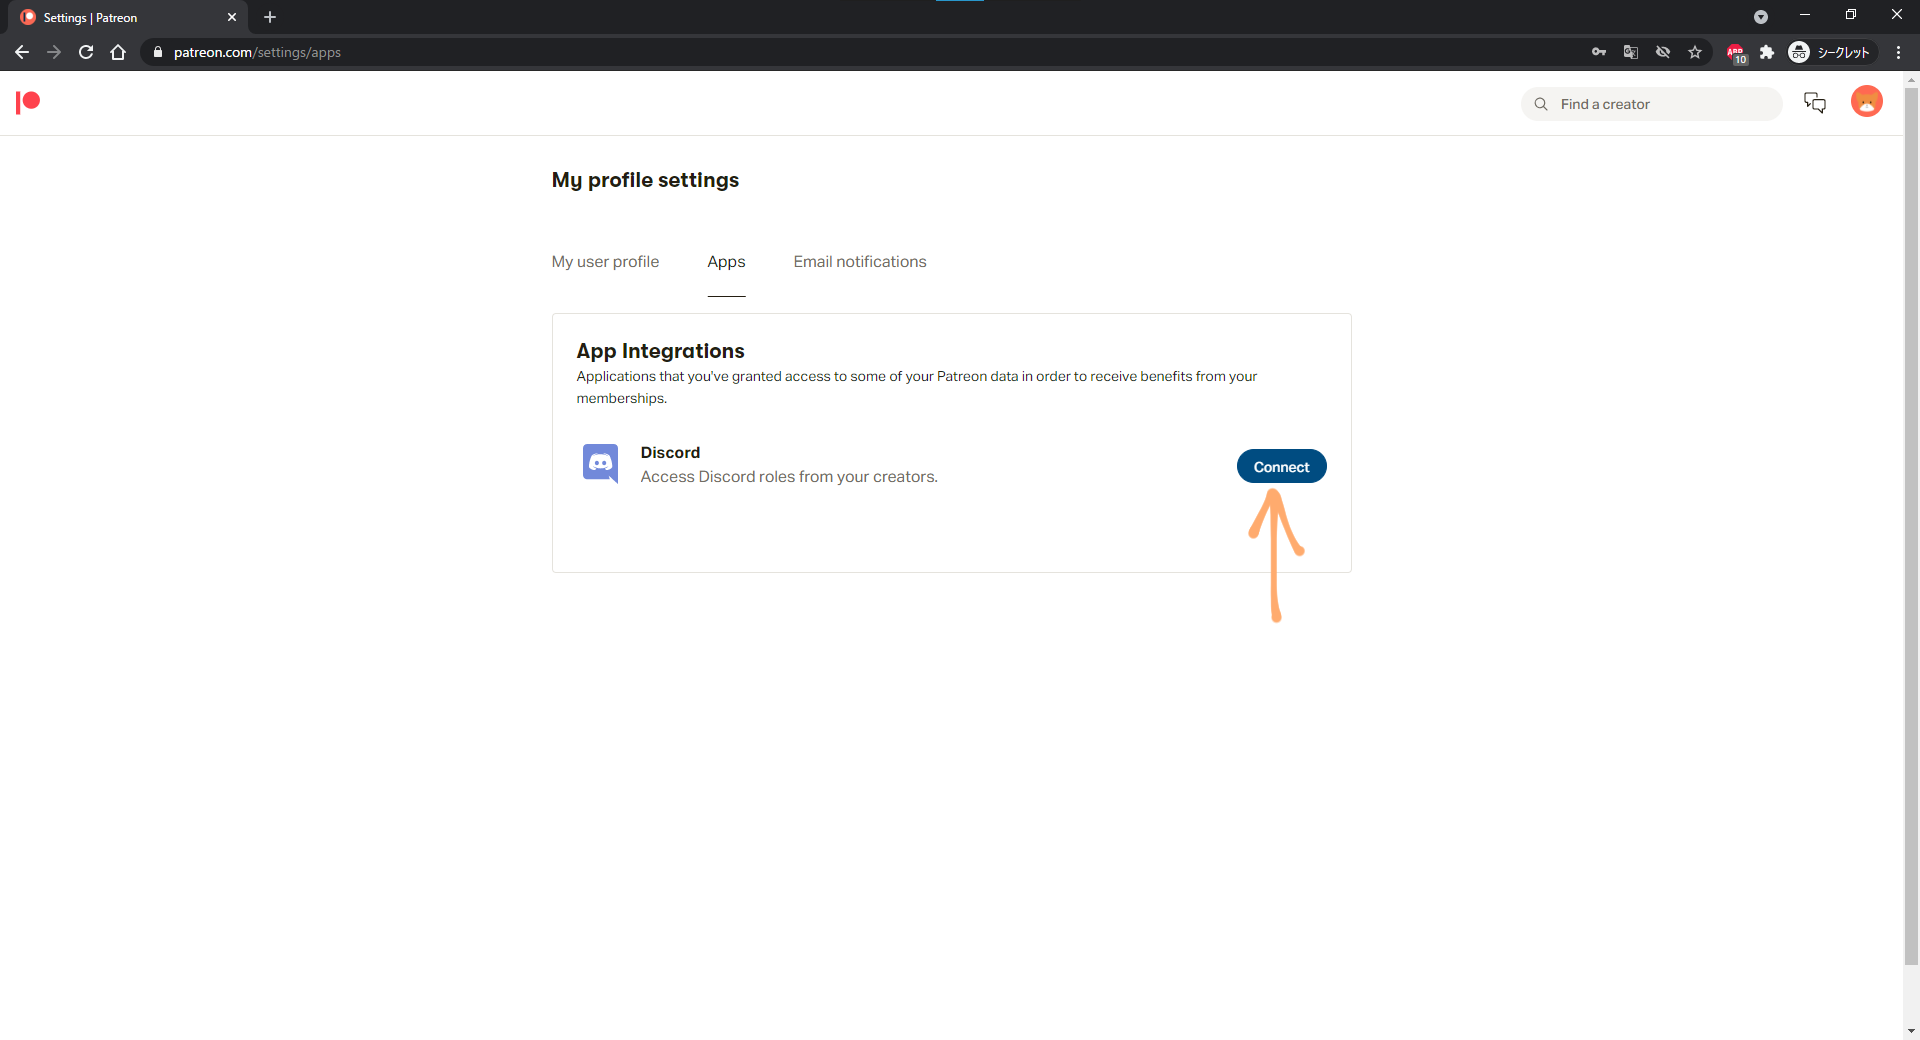 Settings | Patreon
patreon.com/settings/apps
10
シークレット
Find a creator
My profile settings
My user profile
Apps
Email notifications
App Integrations
Applications that you've granted access to some of your Patreon data in order to receive benefits from your
memberships.
Discord
Access Discord roles from your creators.
Connect